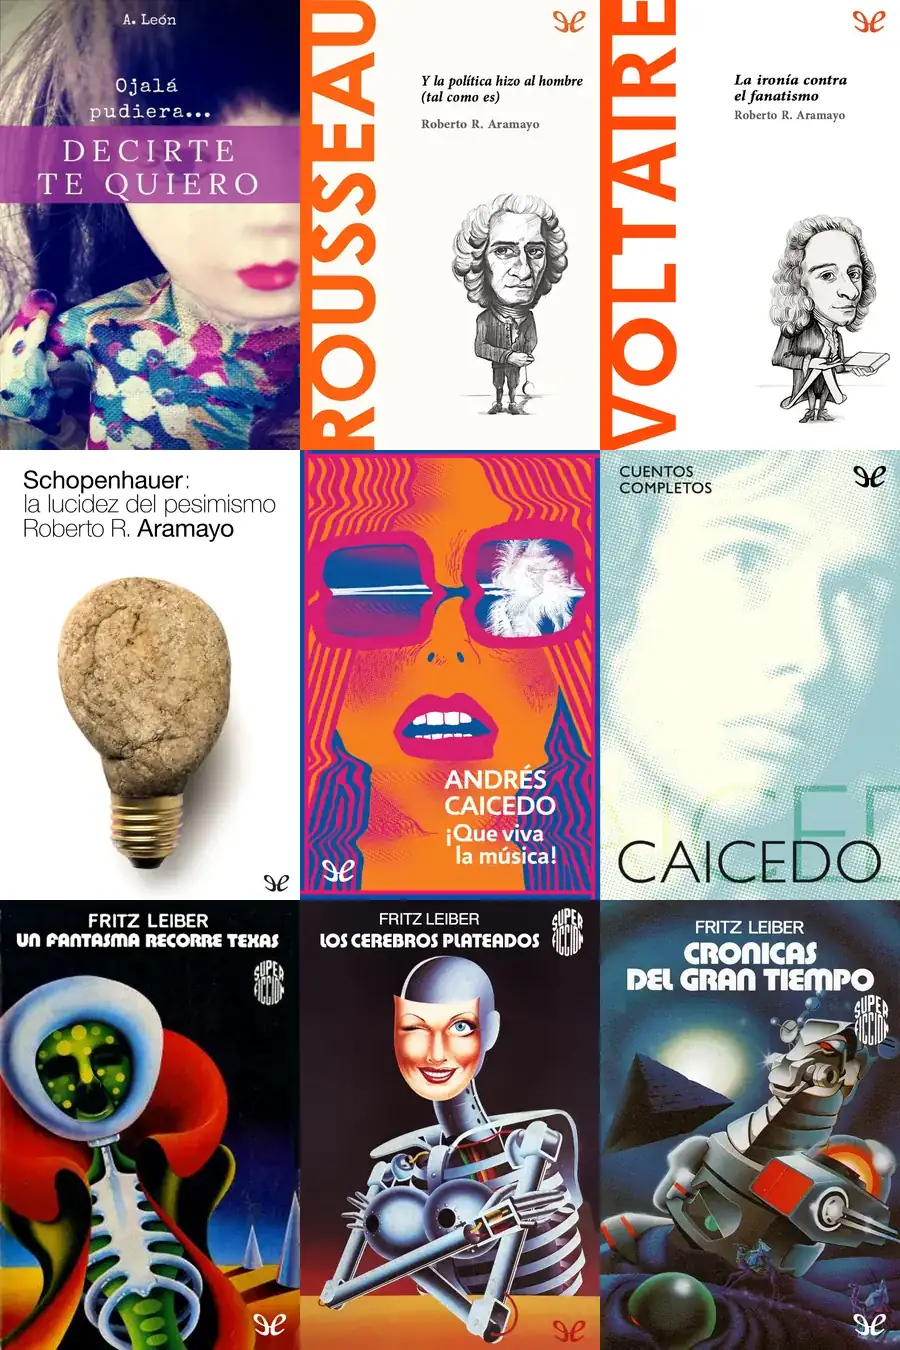 A. León
Ojalá
pudiera...
DECIRTE
TE QUIERO
ROUSSEAU
Y la política hizo al hombre
(tal como es)
Roberto R. Aramayo
VOLTAIRE
La ironía contra
el fanatismo
Roberto R. Aramayo
Schopenhauer:
la lucidez del pesimismo
Roberto R. Aramayo
ANDRÉS
CAICEDO
¡Que viva
la música!
CUENTOS
COMPLETOS
CAICEDO
FRITZ LEIBER
UN FANTASMA RECORRE TEXAS
SUPER
FICCION
FRITZ LEIBER
LOS CEREBROS PLATEADOS
SUPER
FICCION
FRITZ LEIBER
CRONICAS
DEL GRAN TIEMPO
SUPER
FICCION